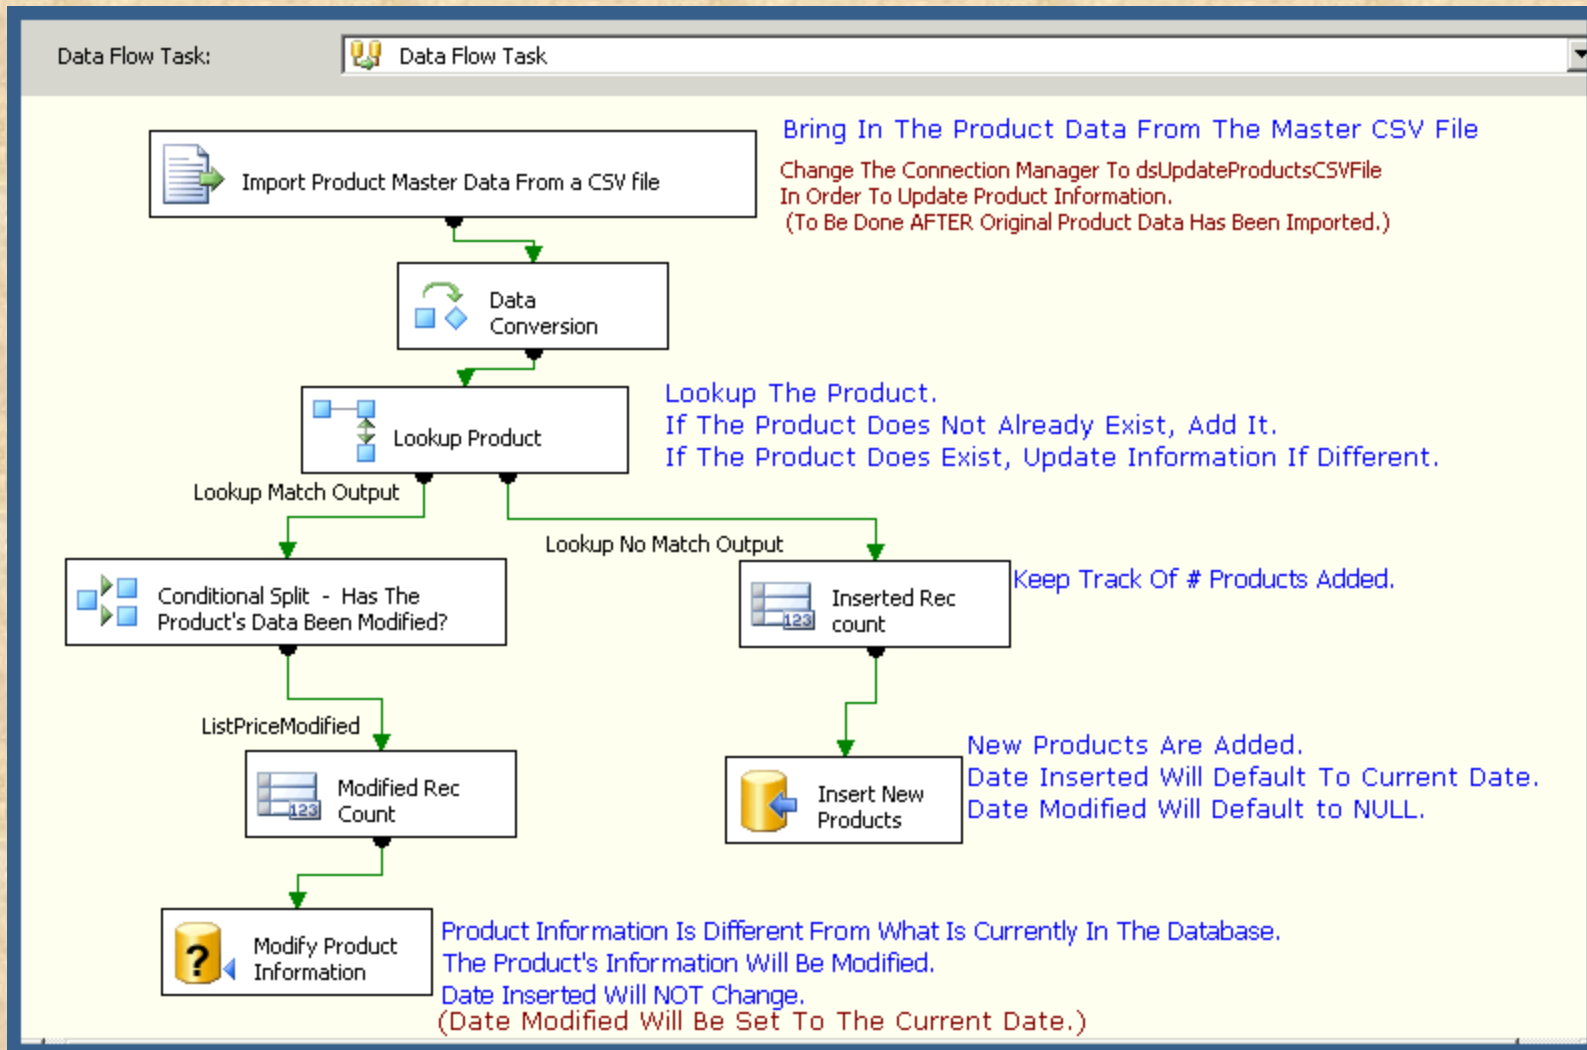 Data Flow Task:
Data Flow Task
Bring In The Product Data From The Master CSV File
Import Product Master Data From a CSV file
Change The Connection Manager To dsUpdateProductsCSVFile
In Order To Update Product Information.
(To Be Done AFTER Original Product Data Has Been Imported.)
Data
Conversion
Lookup Product
Lookup The Product.
If The Product Does Not Already Exist, Add It.
If The Product Does Exist, Update Information If Different.
Lookup Match Output
Lookup No Match Output
Conditional Split - Has The
Product's Data Been Modified?
Inserted Rec
count
123
Keep Track Of # Products Added.
ListPriceModified
Modified Rec
Count
123
Insert New
Products
New Products Are Added.
Date Inserted Will Default To Current Date.
Date Modified Will Default to NULL.
?
Modify Product
Information
Product Information Is Different From What Is Currently In The Database.
The Product's Information Will Be Modified.
Date Inserted Will NOT Change.
(Date Modified Will Be Set To The Current Date.)